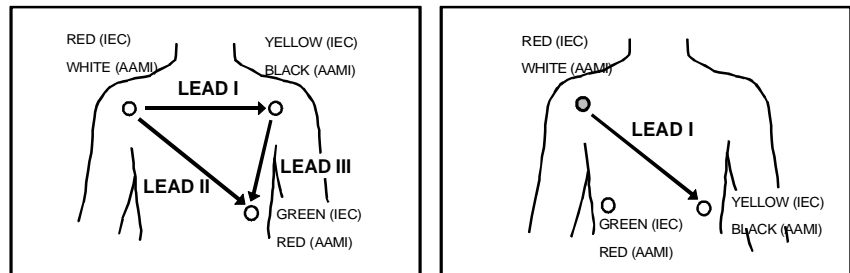 RED (IEC)
WHITE (AAMI)
YELLOW (IEC)
BLACK (AAMI)
LEAD I
LEAD II
LEAD III
GREEN (IEC)
RED (AAMI)
RED (IEC)
WHITE (AAMI)
LEAD I
GREEN (IEC)
RED (AAMI)
YELLOW (IEC)
BLACK (AAMI)